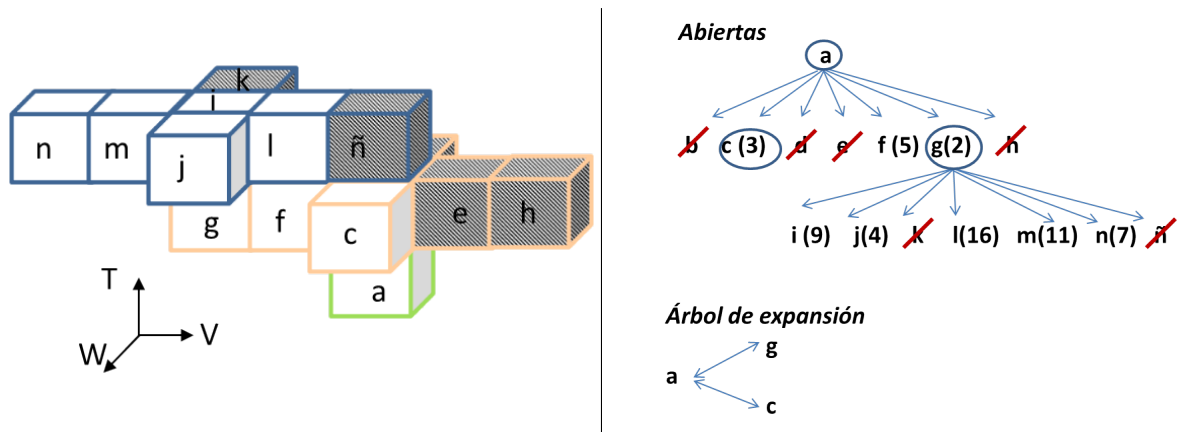 k
i
n m j l ñ
g f c e h
a
T
W V
Abiertas
a
b c (3) d e f (5) g(2) h
i (9) j(4) k l(16) m(11) n(7) ñ
Árbol de expansión
g
a
c